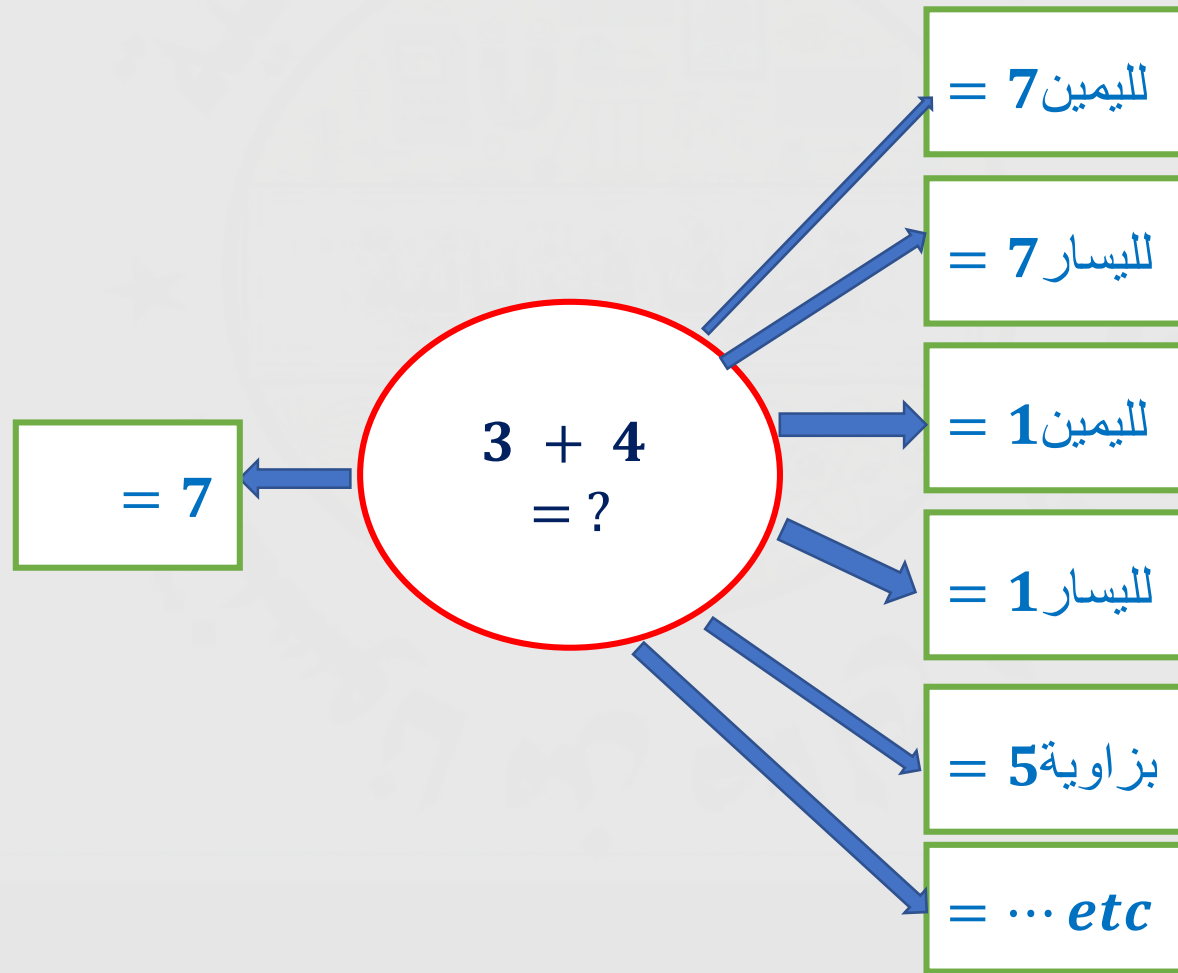 3 + 4
= ?
= 7
= 7لليمين
= 7لليسار
= 1لليمين
= 1لليسار
= 5بزاوية
= ⋯ etc